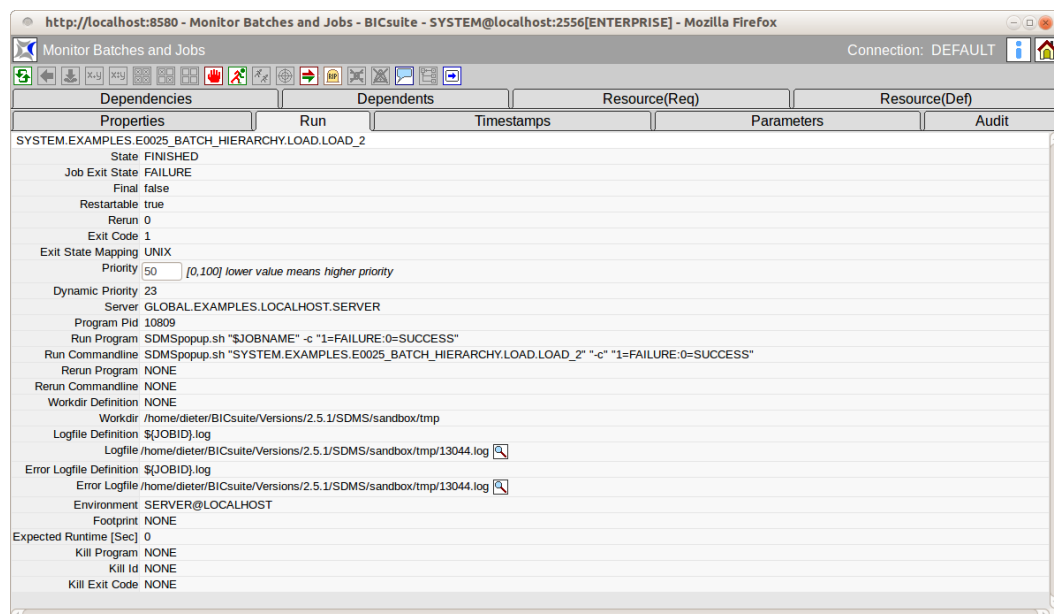 http://localhost:8580 - Monitor Batches and Jobs - BICsuite - SYSTEM@localhost:2556[ENTERPRISE] - Mozilla Firefox
Monitor Batches and Jobs Connection: DEFAULT
X+y x=y RIP
Dependencies Dependents Resource(Req) Resource(Def)
Properties Run Timestamps Parameters Audit
SYSTEM.EXAMPLES.E0025_BATCH_HIERARCHY.LOAD.LOAD_2
State FINISHED
Job Exit State FAILURE
Final false
Restartable true
Rerun 0
Exit Code 1
Exit State Mapping UNIX
Priority 50 [0,100] lower value means higher priority
Dynamic Priority 23
Server GLOBAL.EXAMPLES.LOCALHOST.SERVER
Program Pid 10809
Run Program SDMSpopup.sh "$JOBNAME" -c "1=FAILURE:0=SUCCESS"
Run Commandline SDMSpopup.sh "SYSTEM.EXAMPLES.E0025_BATCH_HIERARCHY.LOAD.LOAD_2" "-c" "1=FAILURE:0=SUCCESS"
Rerun Program NONE
Rerun Commandline NONE
Workdir Definition NONE
Workdir /home/dieter/BICsuite/Versions/2.5.1/SDMS/sandbox/tmp
Logfile Definition ${JOBID}.log
Logfile /home/dieter/BICsuite/Versions/2.5.1/SDMS/sandbox/tmp/13044.log
Error Logfile Definition ${JOBID}.log
Error Logfile /home/dieter/BICsuite/Versions/2.5.1/SDMS/sandbox/tmp/13044.log
Environment SERVER@LOCALHOST
Footprint NONE
Expected Runtime [Sec] 0
Kill Program NONE
Kill Id NONE
Kill Exit Code NONE